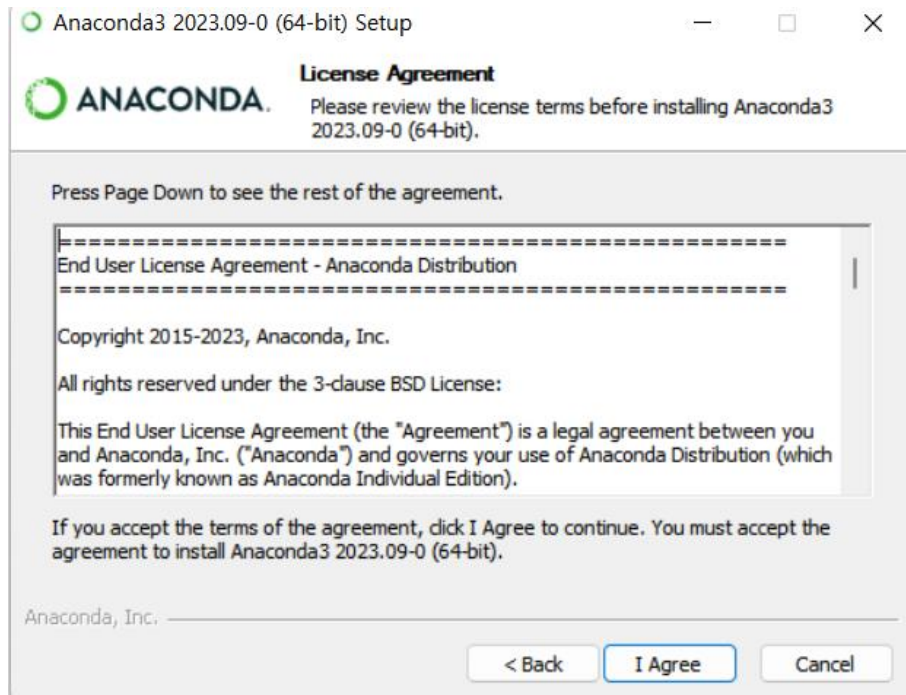 Anaconda3 2023.09-0 (64-bit) Setup
ANACONDA.
License Agreement
Please review the license terms before installing Anaconda3
2023.09-0 (64-bit).
Press Page Down to see the rest of the agreement.
====================================================
End User License Agreement - Anaconda Distribution
====================================================
Copyright 2015-2023, Anaconda, Inc.
All rights reserved under the 3-clause BSD License:
This End User License Agreement (the "Agreement") is a legal agreement between you
and Anaconda, Inc. ("Anaconda") and governs your use of Anaconda Distribution (which
was formerly known as Anaconda Individual Edition).
If you accept the terms of the agreement, click I Agree to continue. You must accept the
agreement to install Anaconda3 2023.09-0 (64-bit).
Anaconda, Inc.
< Back
I Agree
Cancel